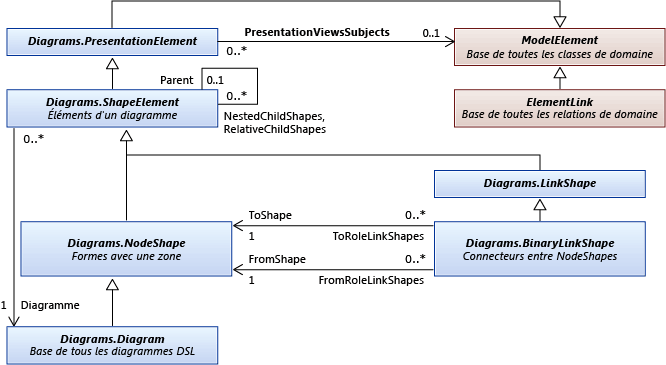 Diagrams.PresentationElement
PresentationViewsSubjects
0..*
0..1
ModelElement
Base de toutes les classes de domaine
Parent
0..1
0..*
Diagrams.ShapeElement
Éléments d'un diagramme
NestedChildShapes,
RelativeChildShapes
ElementLink
Base de toutes les relations de domaine
0..*
Diagrams.LinkShape
ToShape
0..*
1
ToRoleLinkShapes
Diagrams.NodeShape
Formes avec une zone
Diagrams.BinaryLinkShape
Connecteurs entre NodeShapes
FromShape
0..*
1
FromRoleLinkShapes
1
Diagramme
Diagrams.Diagram
Base de tous les diagrammes DSL